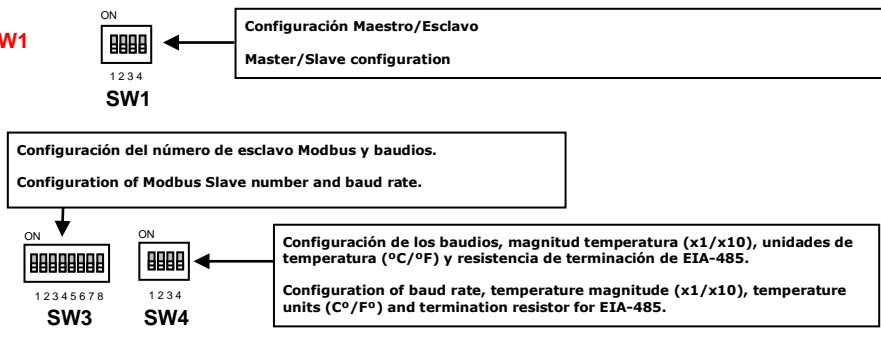 ON
Configuración Maestro/Esclavo
W1
Master/Slave configuration
1 2 3 4
SW1
Configuración del número de esclavo Modbus y baudios.
Configuration of Modbus Slave number and baud rate.
ON
ON
Configuración de los baudios, magnitud temperatura (x1/x10), unidades de
temperatura (ºC/ºF) y resistencia de terminación de EIA-485.
Configuration of baud rate, temperature magnitude (x1/x10), temperature
units (Cº/Fº) and termination resistor for EIA-485.
1 2 3 4 5 6 7 8
1 2 3 4
SW3
SW4